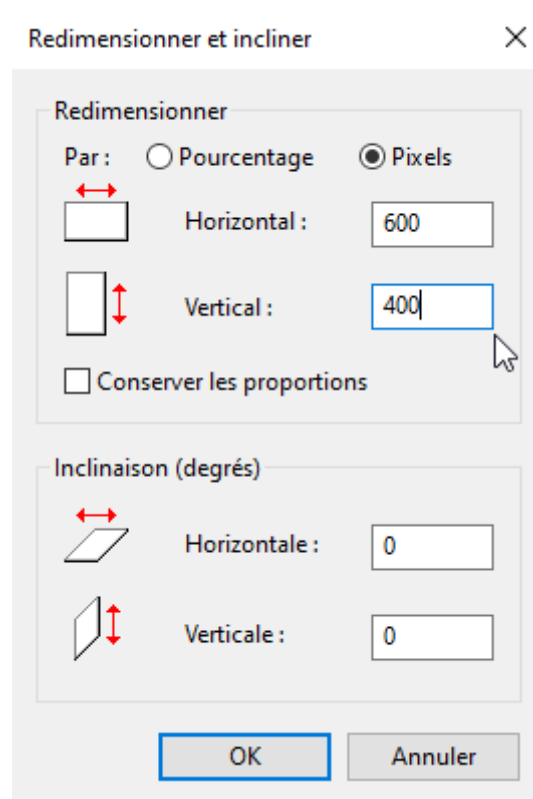 Redimensionner et incliner
Redimensionner
Par : Pourcentage Pixels
Horizontal : 600
Vertical : 400
Conserver les proportions
Inclinaison (degrés)
Horizontale : 0
Verticale : 0
OK Annuler